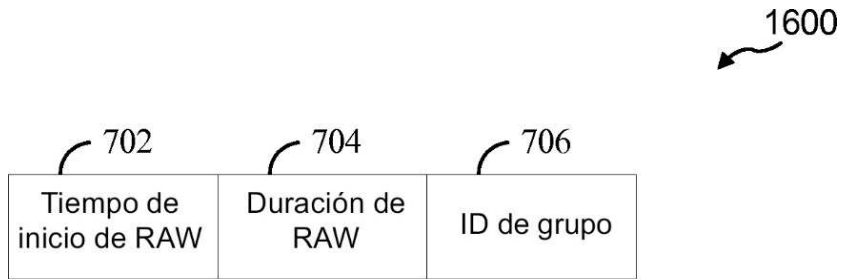 1600
702
704
706
Tiempo de
inicio de RAW
Duración de
RAW
ID de grupo